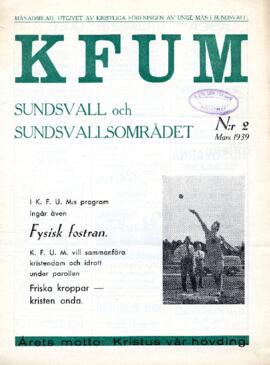 MÅNADSBLAD, UTGIVET AV KRISTLIGA FÖRENINGEN AV UNGE MÄN I SUNDSVALL
KFUM
SUNDSVALL och
SUNDSVALLSOMRÅDET
N:r 2
Mars 1939
I K. F. U. M:s program
ingår även
Fysisk fostran.
K. F. U. M. vill sammanföra
kristendom och idrott
under parollen
Friska kroppar —
kristen anda.
Årets motto: Kristus vår hövding.